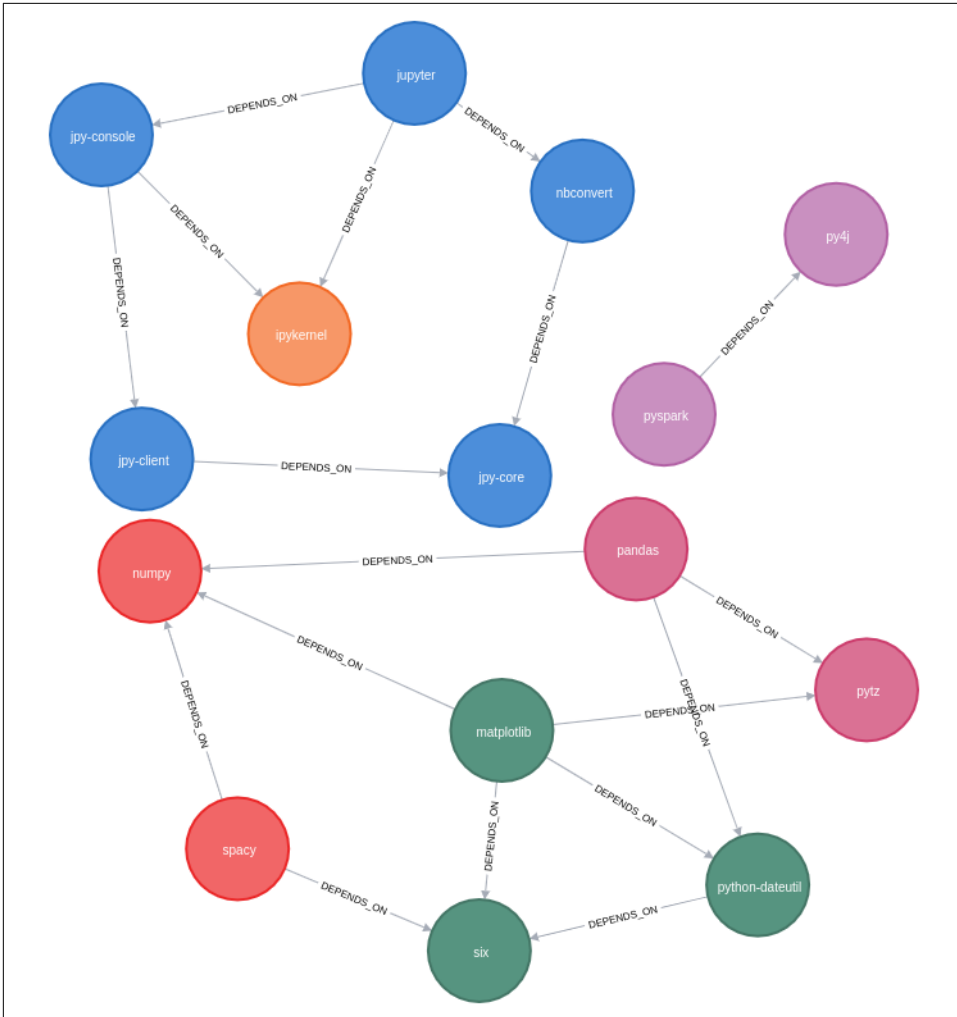 jupyter
DEPENDS_ON
DEPENDS_ON
jpy-console
nbconvert
DEPENDS_ON
DEPENDS_ON
py4j
DEPENDS_ON
DEPENDS_ON
DEPENDS_ON
ipykernel
pyspark
jpy-client
DEPENDS_ON
jpy-core
pandas
DEPENDS_ON
numpy
DEPENDS_ON
DEPENDS_ON
pytz
DEPENDS_ON
DEPENDS_ON
DEPENDS_ON
matplotlib
DEPENDS_ON
DEPENDS_ON
spacy
python-dateutil
DEPENDS_ON
DEPENDS_ON
six